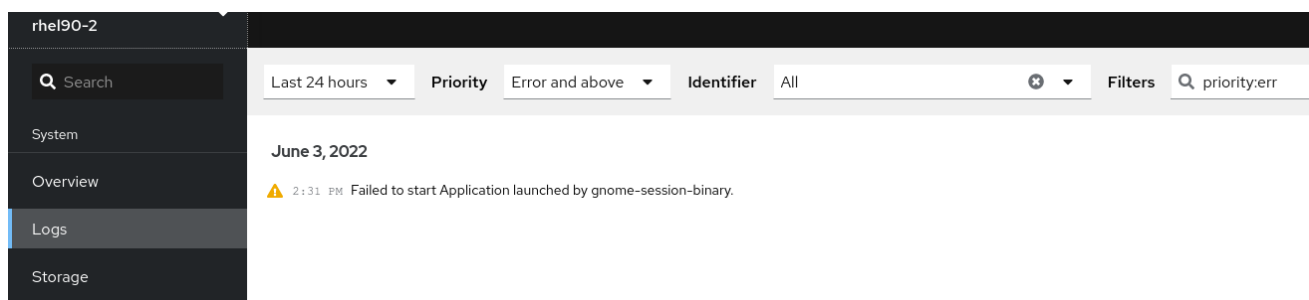 rhel90-2
Search
Last 24 hours Priority Error and above Identifier All Filters priority:err
System
June 3, 2022
Overview
2:31 PM Failed to start Application launched by gnome-session-binary.
Logs
Storage